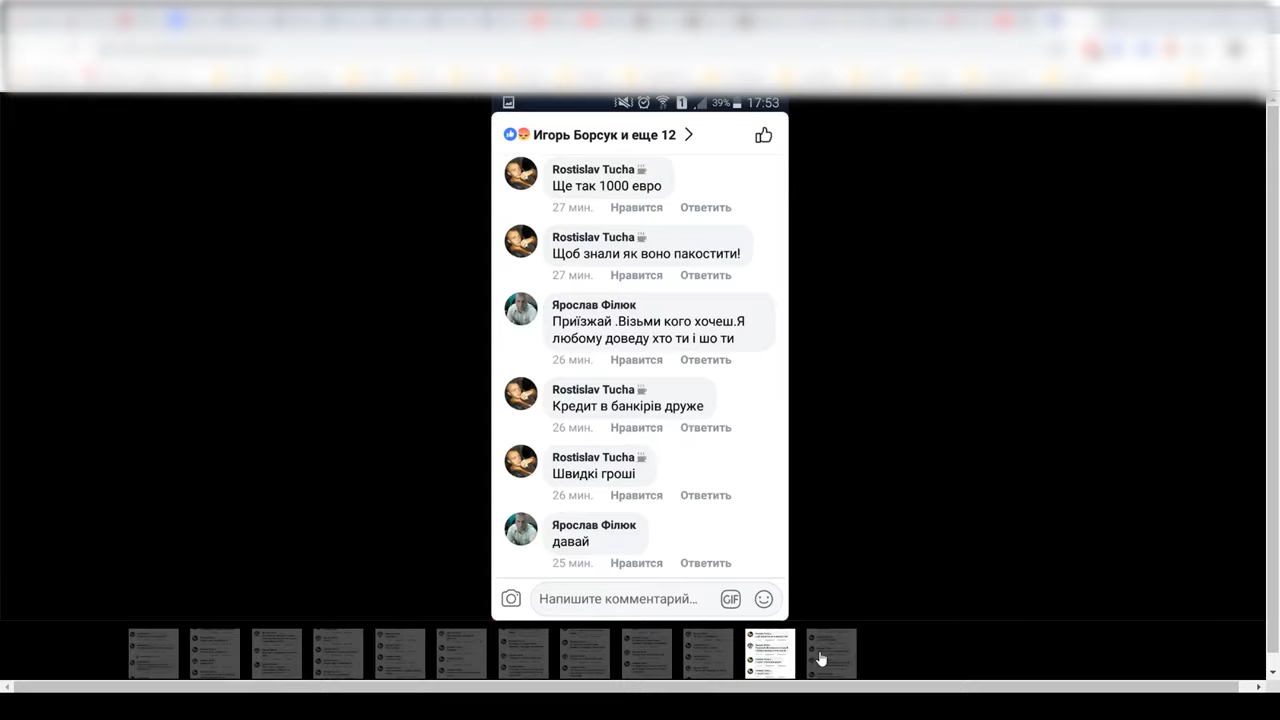 1 39% 17:53
Игорь Борсук и еще 12
Rostislav Tucha
Ще так 1000 евро
27 мин. Нравится Ответить
Rostislav Tucha
Щоб знали як воно пакостити!
27 мин. Нравится Ответить
Ярослав Філюк
Приїзжай .Візьми кого хочеш.Я
любому доведу хто ти і шо ти
26 мин. Нравится Ответить
Rostislav Tucha
Кредит в банкірів друже
26 мин. Нравится Ответить
Rostislav Tucha
Швидкі гроші
26 мин. Нравится Ответить
Ярослав Філюк
давай
25 мин. Нравится Ответить
Напишите комментарий... GIF